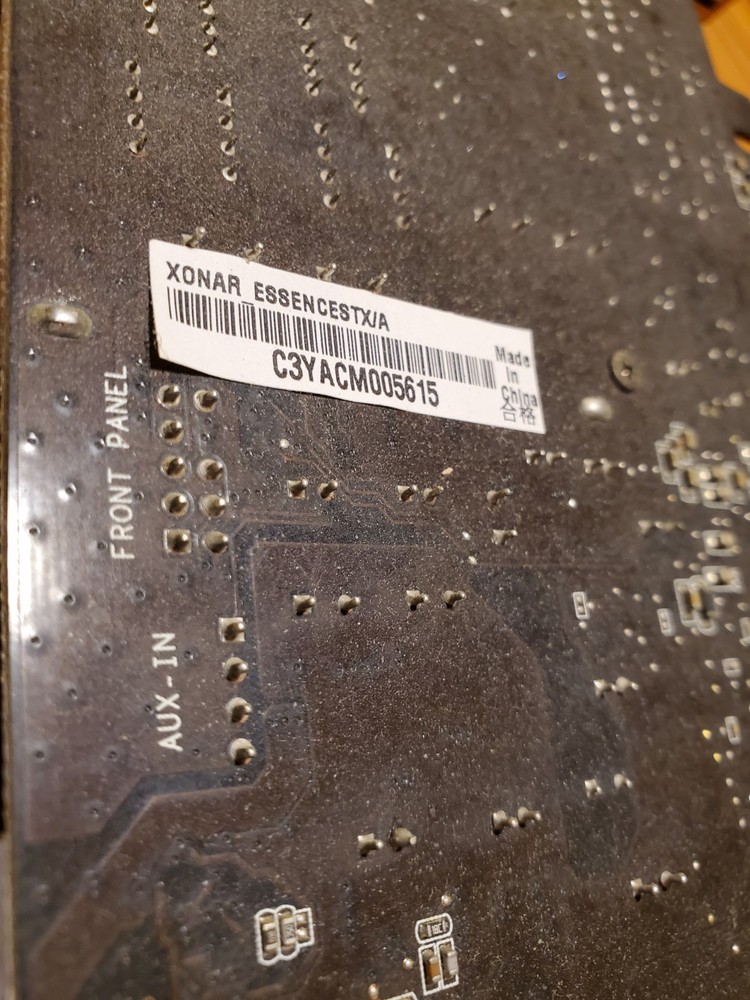 XONAR_ESSENCESTX/A
C3YACM005615
Made
in
China
合格
FRONT PANEL
AUX-IN